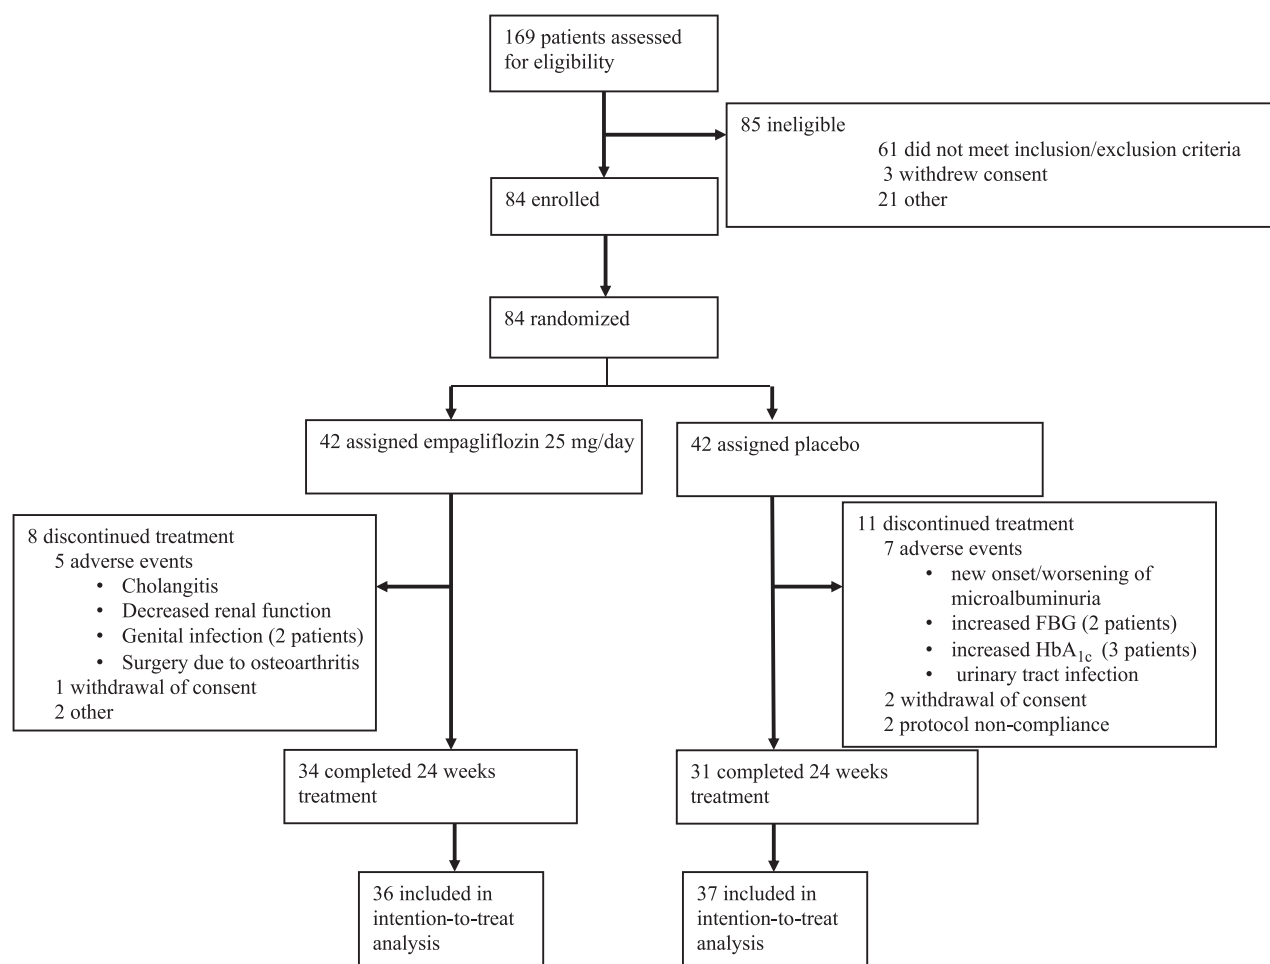 169 patients assessed
for eligibility
85 ineligible
61 did not meet inclusion/exclusion criteria
3 withdrew consent
21 other
84 enrolled
84 randomized
42 assigned empagliflozin 25 mg/day
42 assigned placebo
8 discontinued treatment
5 adverse events
• Cholangitis
• Decreased renal function
• Genital infection (2 patients)
• Surgery due to osteoarthritis
1 withdrawal of consent
2 other
11 discontinued treatment
7 adverse events
• new onset/worsening of
microalbuminuria
• increased FBG (2 patients)
• increased HbA1c (3 patients)
• urinary tract infection
2 withdrawal of consent
2 protocol non-compliance
34 completed 24 weeks
treatment
31 completed 24 weeks
treatment
36 included in
intention-to-treat
analysis
37 included in
intention-to-treat
analysis